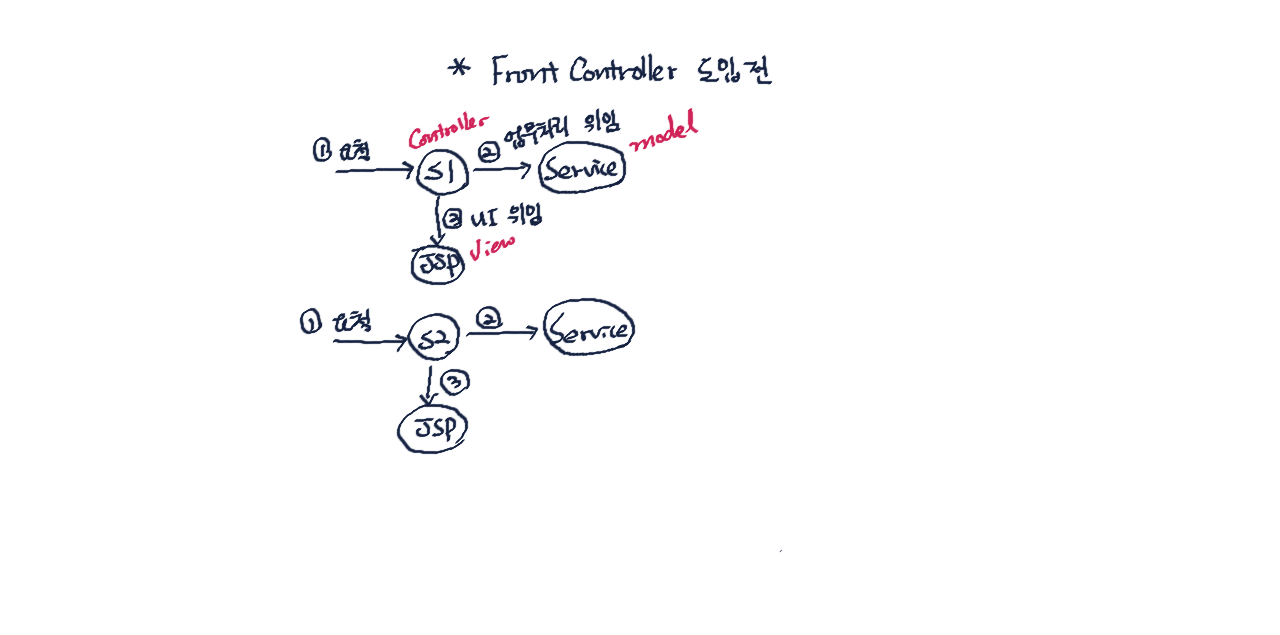 * Front Controller 도입전
Controller
① 요청
S1
② 업무처리 위임
Service
model
③ UI 위임
JSP
View
① 요청
S2
②
Service
③
JSP